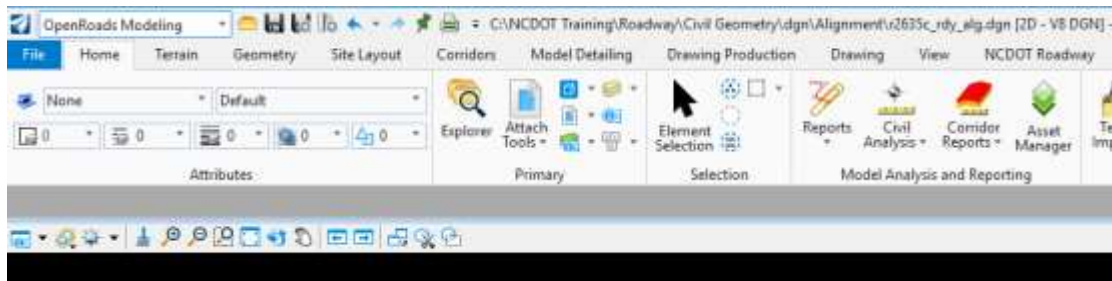 OpenRoads Modeling C:\NCDOT Training\Roadway\Civil Geometry\dgn\Alignment\r2635c_rdy_alg.dgn [2D - V8 DGN] -
File Home Terrain Geometry Site Layout Corridors Model Detailing Drawing Production Drawing View NCDOT Roadway
None Default
0 0 0 0 0
Explorer Attach Tools Element Selection Reports Civil Analysis Corridor Reports Asset Manager
Attributes Primary Selection Model Analysis and Reporting